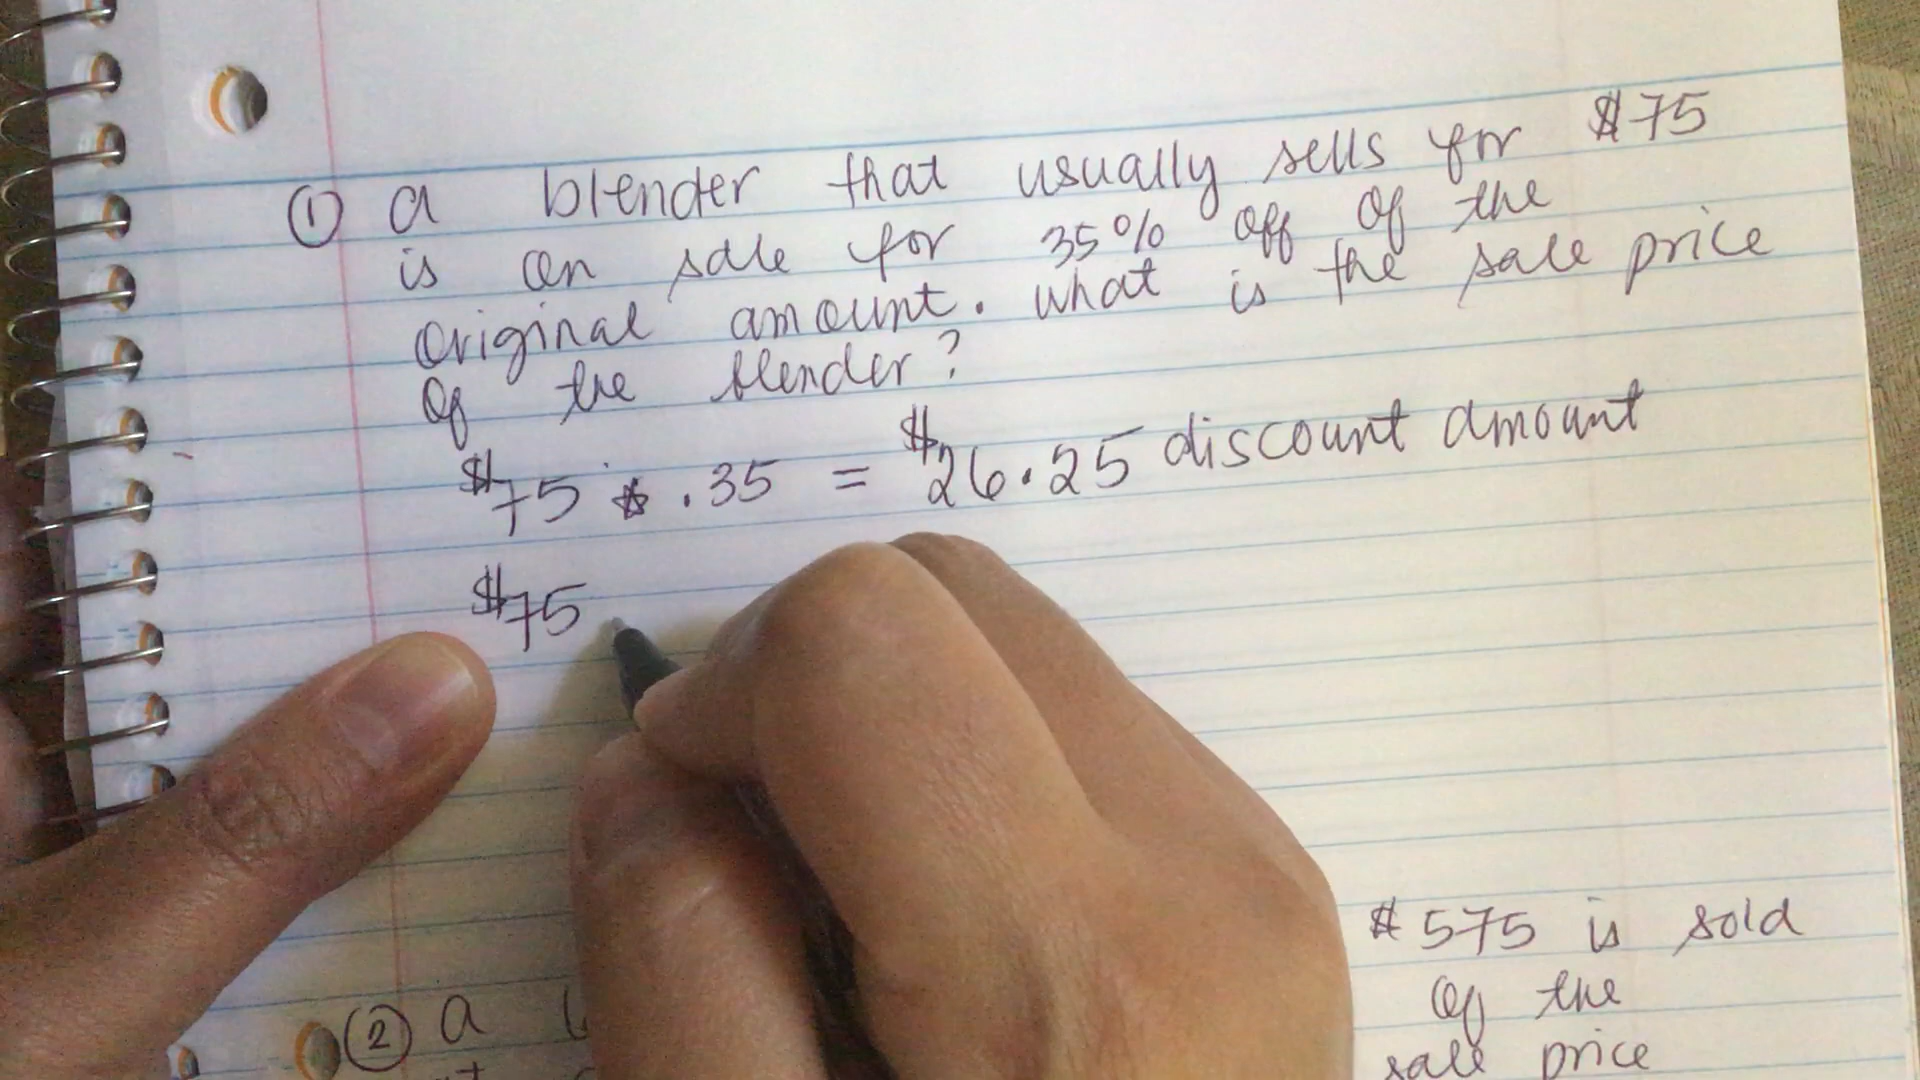 ① a blender that usually sells for $75
is on sale for 35% off of the
original amount. What is the sale price
of the blender?
$75 * .35 = $26.25 discount amount
$75
② a
$575 is sold
of the
sale price